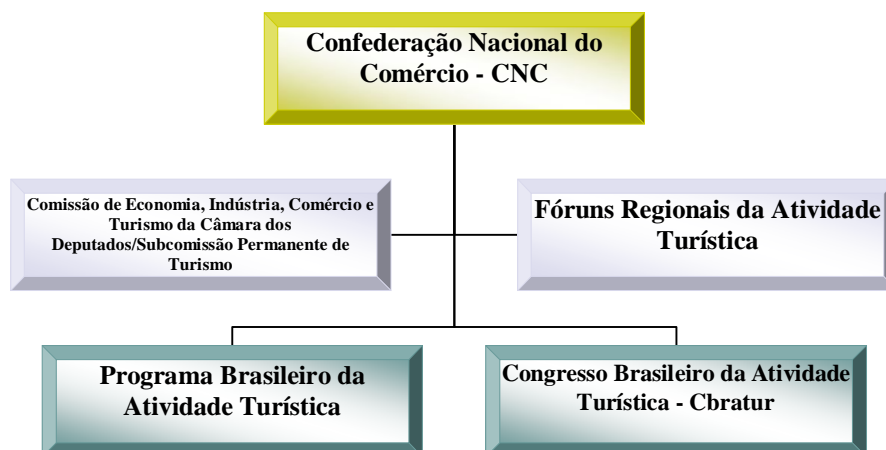 Confederação Nacional do
Comércio - CNC
Comissão de Economia, Indústria, Comércio e
Turismo da Câmara dos
Deputados/Subcomissão Permanente de
Turismo
Fóruns Regionais da Atividade
Turística
Programa Brasileiro da
Atividade Turística
Congresso Brasileiro da Atividade
Turística - Cbratur